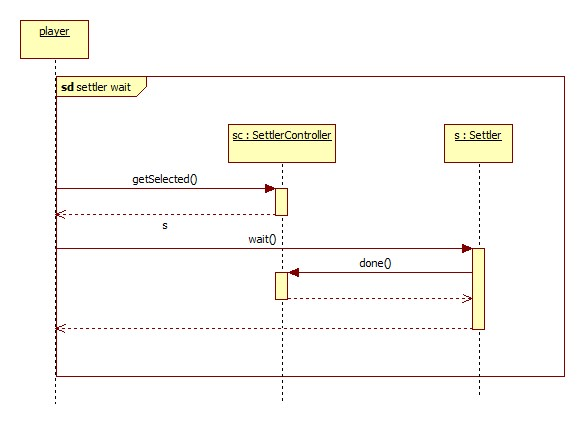 player
sd settler wait
sc : SettlerController
s : Settler
getSelected()
s
wait()
done()